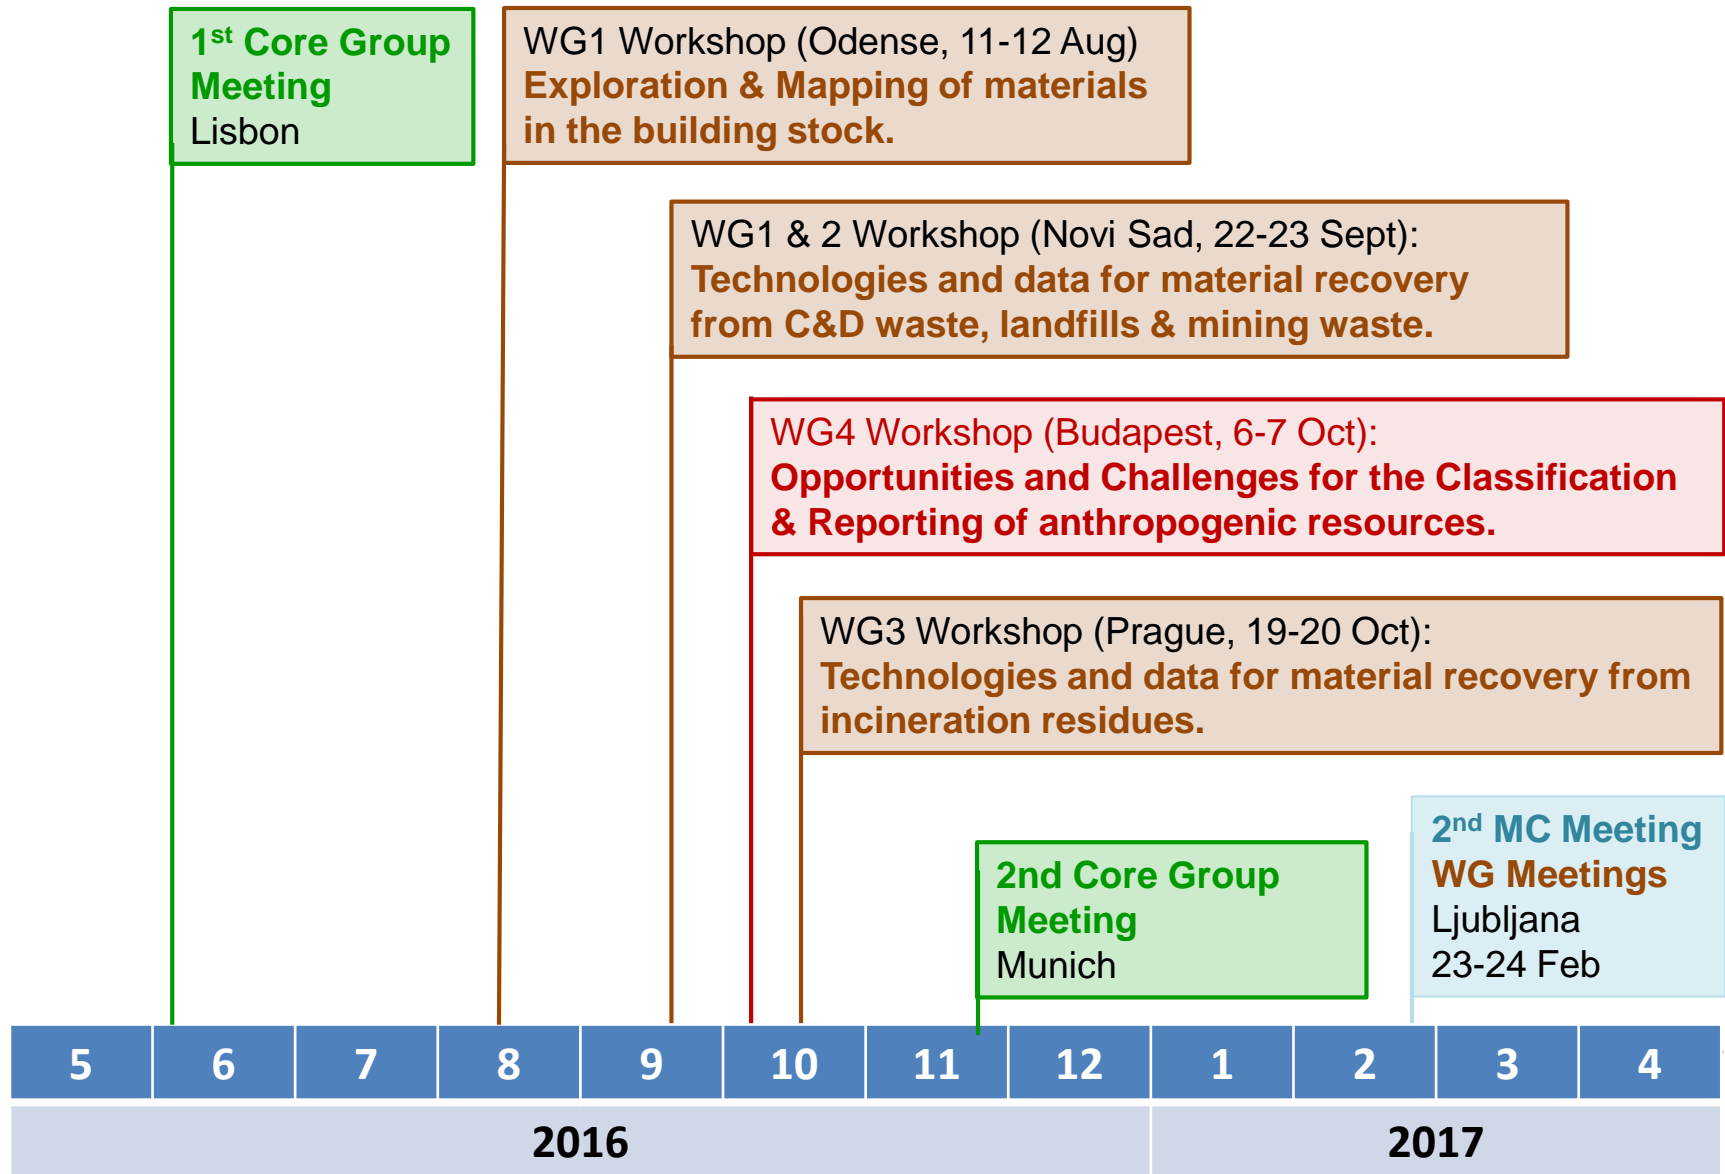 1st Core Group
Meeting
Lisbon
WG1 Workshop (Odense, 11-12 Aug)
Exploration & Mapping of materials
in the building stock.
WG1 & 2 Workshop (Novi Sad, 22-23 Sept):
Technologies and data for material recovery
from C&D waste, landfills & mining waste.
WG4 Workshop (Budapest, 6-7 Oct):
Opportunities and Challenges for the Classification
& Reporting of anthropogenic resources.
WG3 Workshop (Prague, 19-20 Oct):
Technologies and data for material recovery from
incineration residues.
2nd Core Group
Meeting
Munich
2nd MC Meeting
WG Meetings
Ljubljana
23-24 Feb
5 6 7 8 9 10 11 12 1 2 3 4
2016 2017